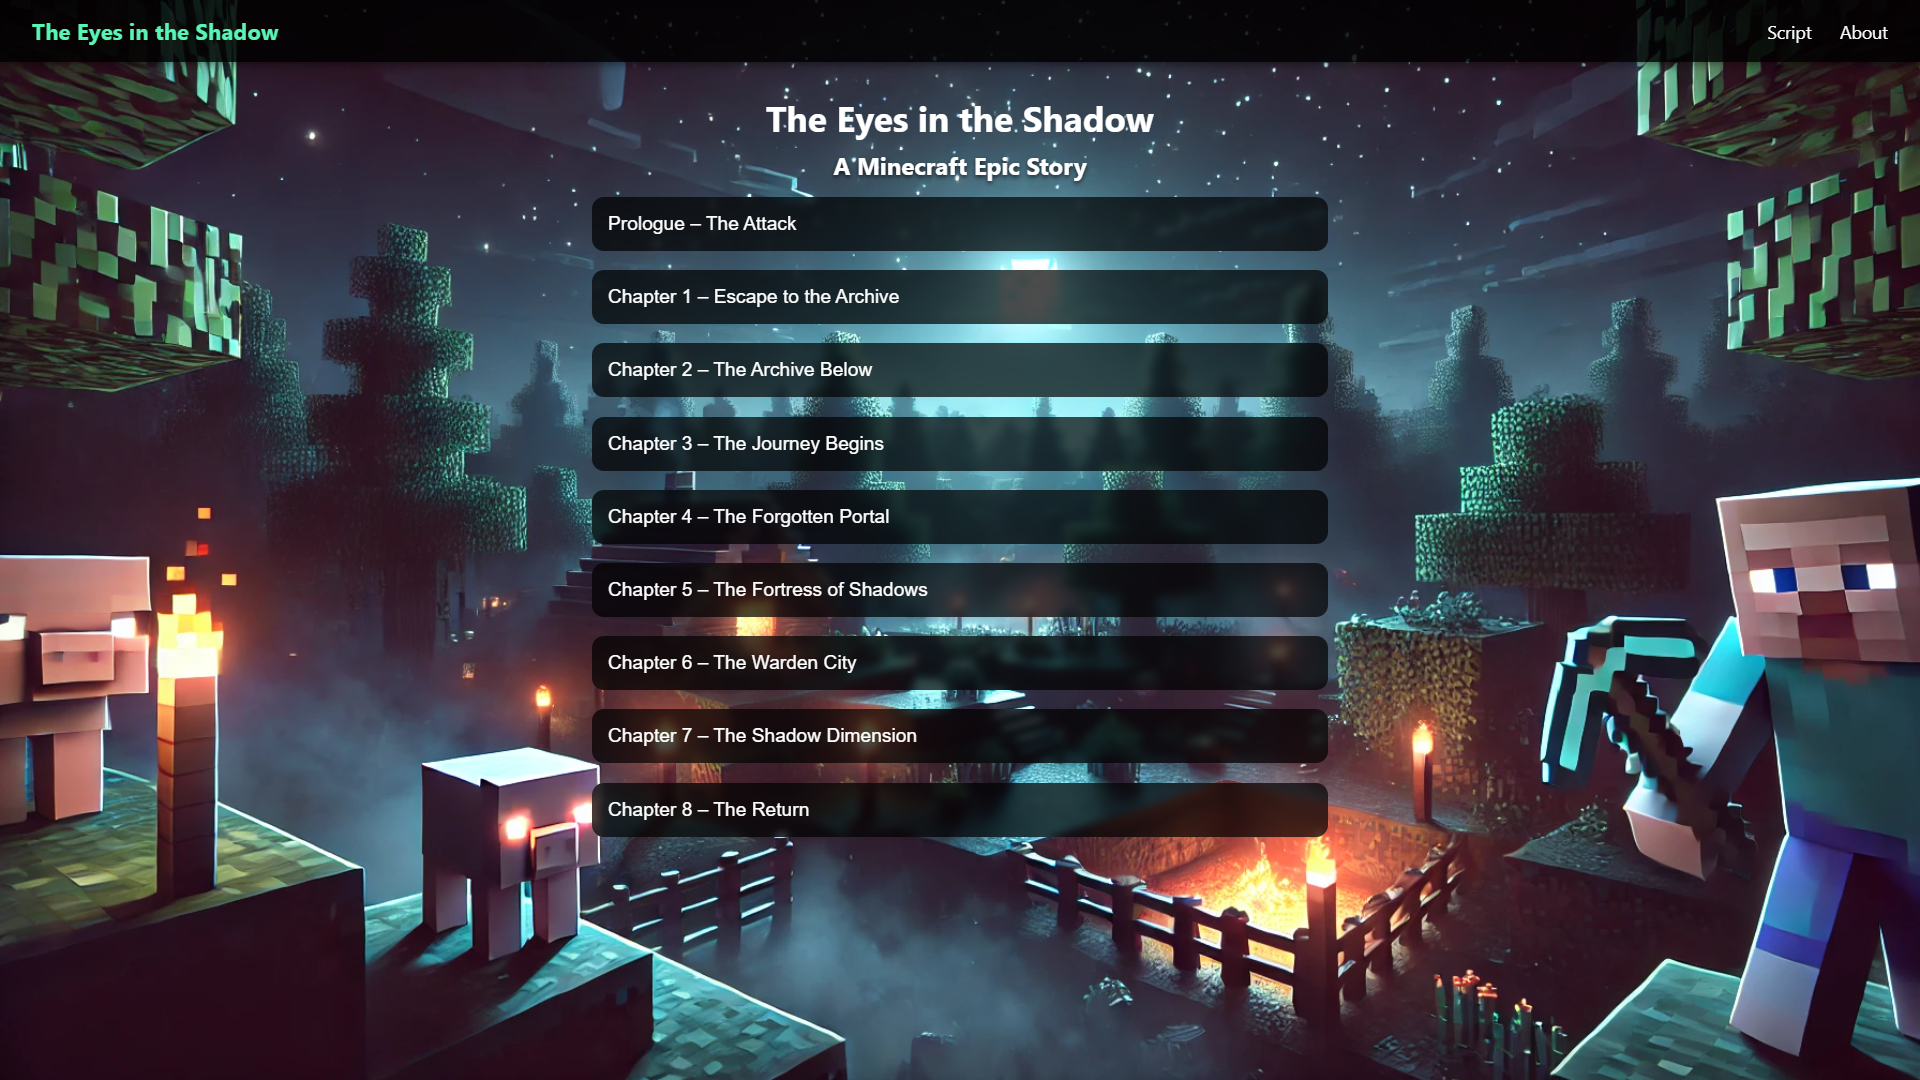 The Eyes in the Shadow
Script
About
The Eyes in the Shadow
A Minecraft Epic Story
Prologue – The Attack
Chapter 1 – Escape to the Archive
Chapter 2 – The Archive Below
Chapter 3 – The Journey Begins
Chapter 4 – The Forgotten Portal
Chapter 5 – The Fortress of Shadows
Chapter 6 – The Warden City
Chapter 7 – The Shadow Dimension
Chapter 8 – The Return